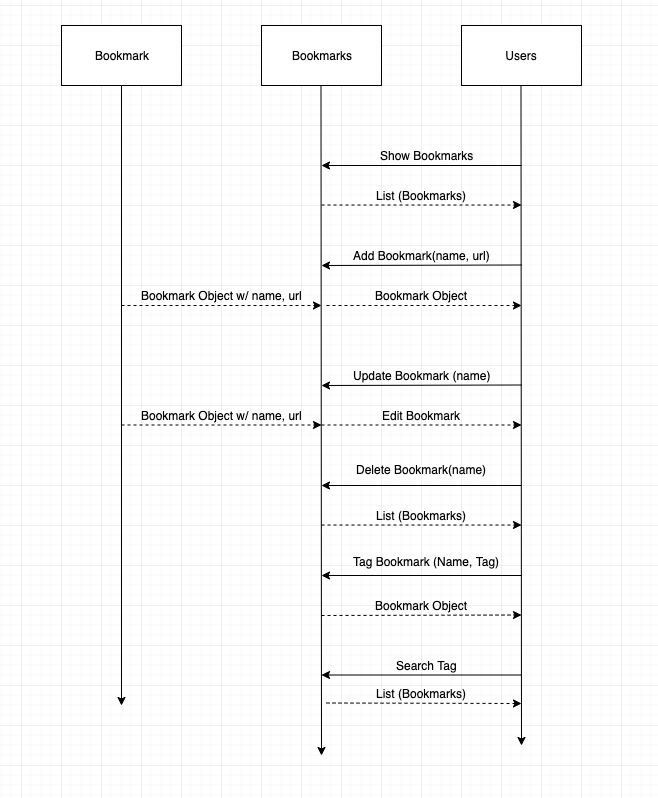 Bookmark
Bookmarks
Users
Show Bookmarks
List (Bookmarks)
Add Bookmark(name, url)
Bookmark Object w/ name, url
Bookmark Object
Update Bookmark (name)
Bookmark Object w/ name, url
Edit Bookmark
Delete Bookmark(name)
List (Bookmarks)
Tag Bookmark (Name, Tag)
Bookmark Object
Search Tag
List (Bookmarks)